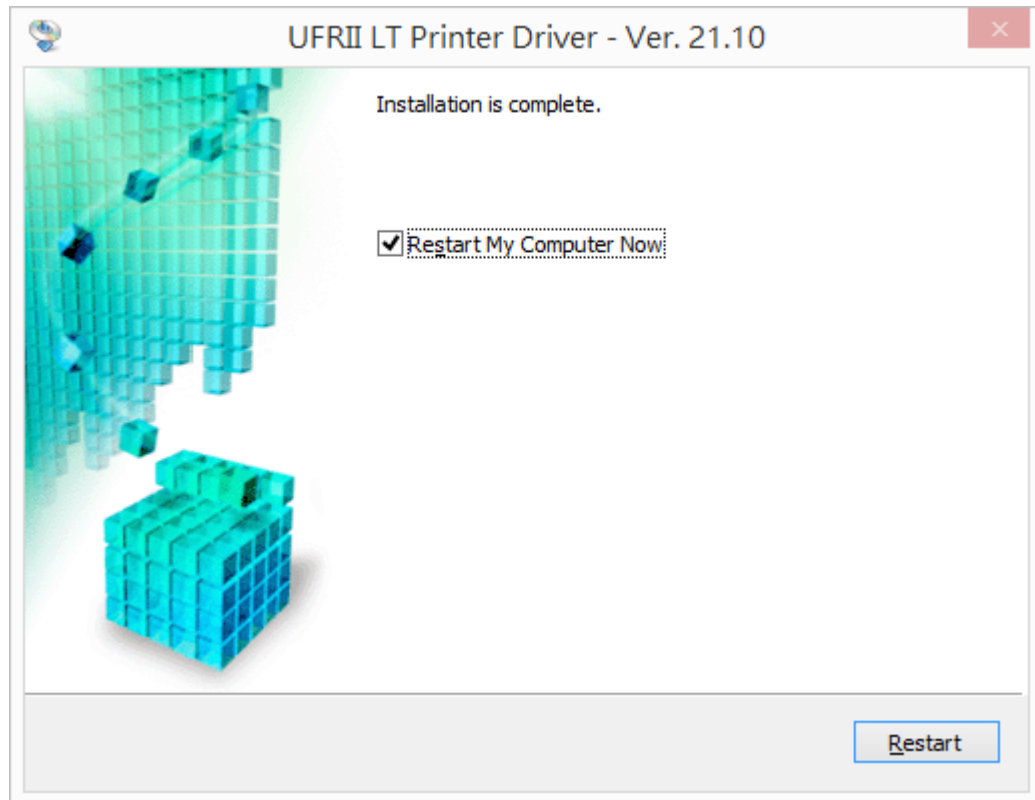 UFRII LT Printer Driver - Ver. 21.10
Installation is complete.
Restart My Computer Now
Restart